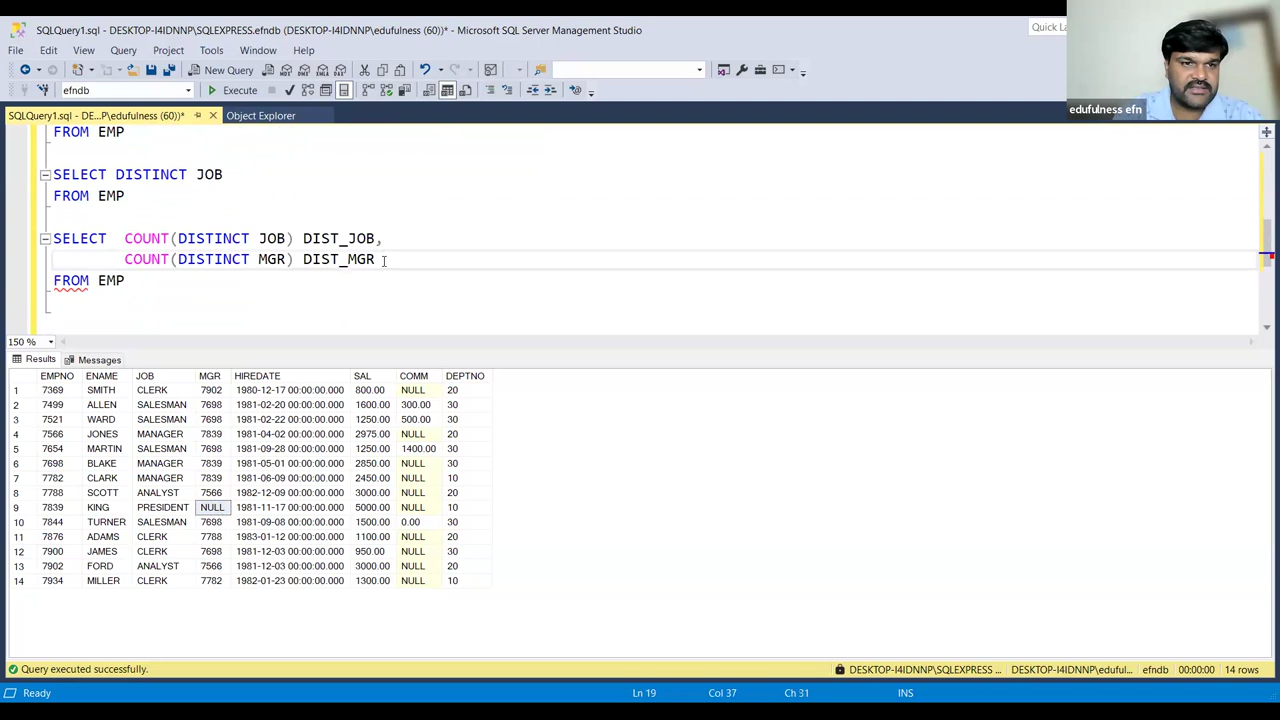 SQLQuery1.sql - DESKTOP-I4IDNNP\SQLEXPRESS.efndb (DESKTOP-I4IDNNP\edufulness (60))* - Microsoft SQL Server Management Studio
Quick La
File Edit View Query Project Tools Window Help
New Query
efndb Execute
edufulness efn
SQLQuery1.sql - DE...P\edufulness (60))* Object Explorer
FROM EMP
SELECT DISTINCT JOB
FROM EMP
SELECT COUNT(DISTINCT JOB) DIST_JOB,
COUNT(DISTINCT MGR) DIST_MGR
FROM EMP
150 %
Results Messages
EMPNO ENAME JOB MGR HIREDATE SAL COMM DEPTNO
1 7369 SMITH CLERK 7902 1980-12-17 00:00:00.000 800.00 NULL 20
2 7499 ALLEN SALESMAN 7698 1981-02-20 00:00:00.000 1600.00 300.00 30
3 7521 WARD SALESMAN 7698 1981-02-22 00:00:00.000 1250.00 500.00 30
4 7566 JONES MANAGER 7839 1981-04-02 00:00:00.000 2975.00 NULL 20
5 7654 MARTIN SALESMAN 7698 1981-09-28 00:00:00.000 1250.00 1400.00 30
6 7698 BLAKE MANAGER 7839 1981-05-01 00:00:00.000 2850.00 NULL 30
7 7782 CLARK MANAGER 7839 1981-06-09 00:00:00.000 2450.00 NULL 10
8 7788 SCOTT ANALYST 7566 1982-12-09 00:00:00.000 3000.00 NULL 20
9 7839 KING PRESIDENT NULL 1981-11-17 00:00:00.000 5000.00 NULL 10
10 7844 TURNER SALESMAN 7698 1981-09-08 00:00:00.000 1500.00 0.00 30
11 7876 ADAMS CLERK 7788 1983-01-12 00:00:00.000 1100.00 NULL 20
12 7900 JAMES CLERK 7698 1981-12-03 00:00:00.000 950.00 NULL 30
13 7902 FORD ANALYST 7566 1981-12-03 00:00:00.000 3000.00 NULL 20
14 7934 MILLER CLERK 7782 1982-01-23 00:00:00.000 1300.00 NULL 10
Query executed successfully. DESKTOP-I4IDNNP\SQLEXPRESS ... DESKTOP-I4IDNNP\eduful... efndb 00:00:00 14 rows
Ready Ln 19 Col 37 Ch 31 INS